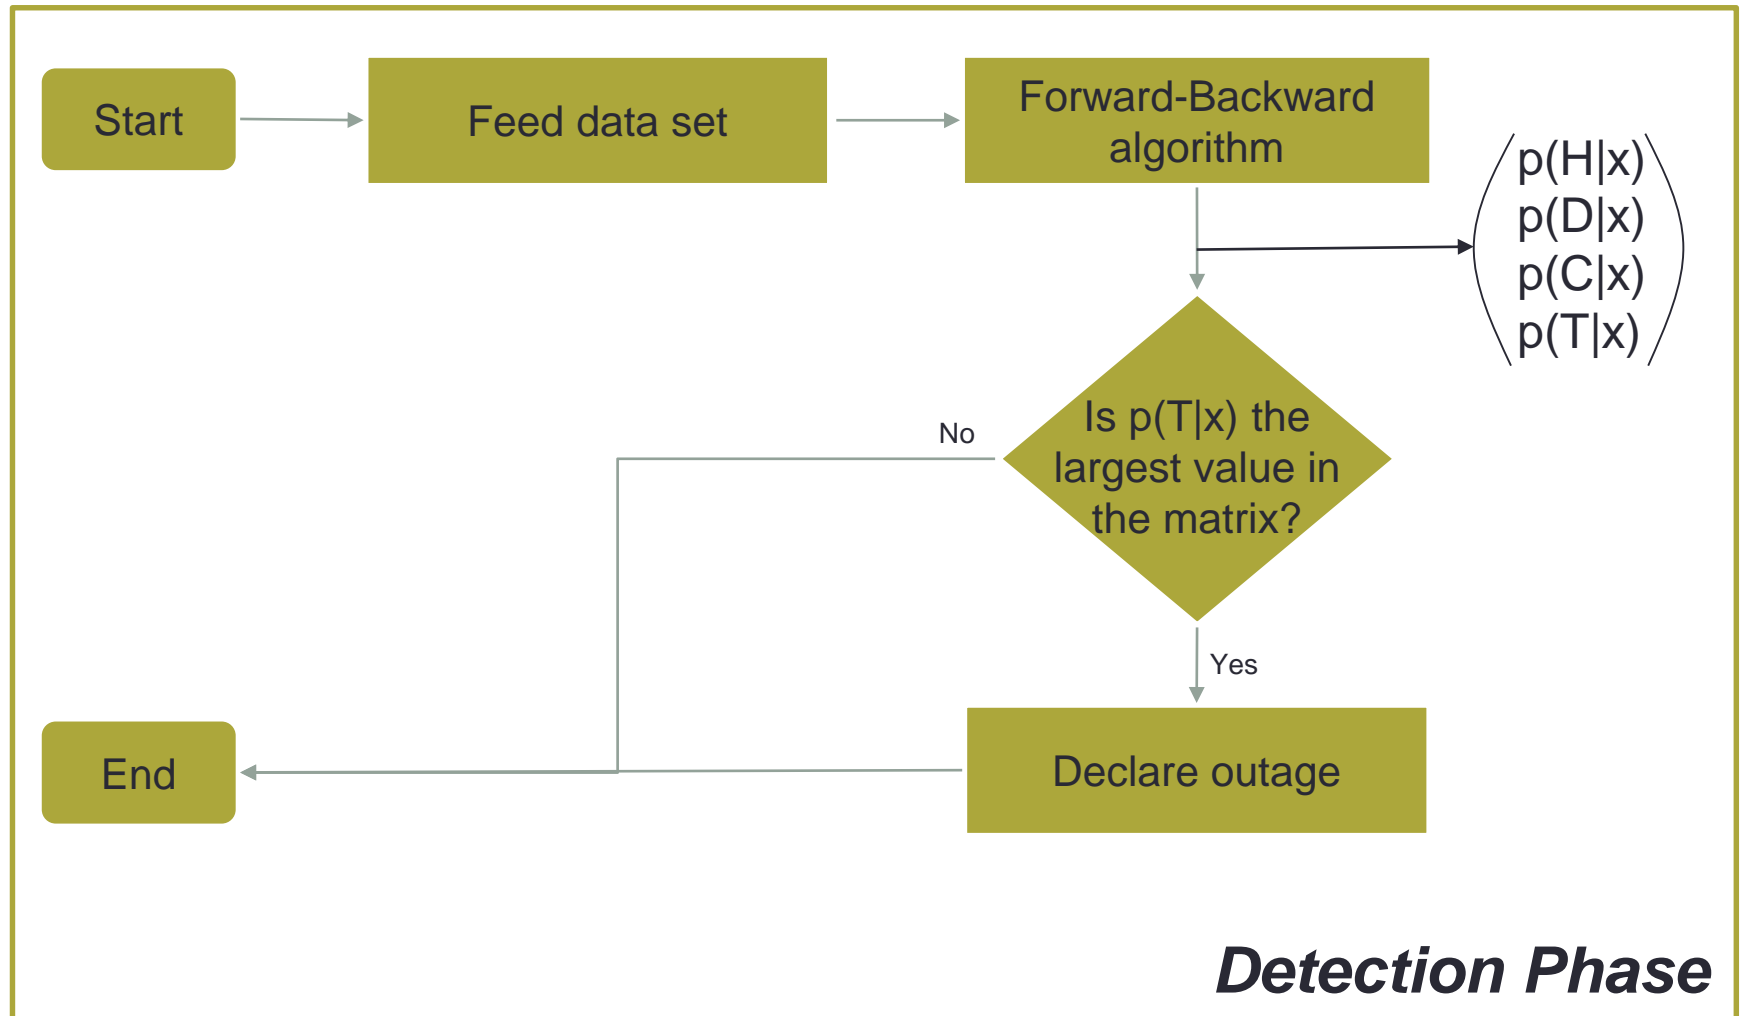 Start
Feed data set
Forward-Backward
algorithm
p(H|x)
p(D|x)
p(C|x)
p(T|x)
Is p(T|x) the
largest value in
the matrix?
No
Yes
End
Declare outage
Detection Phase